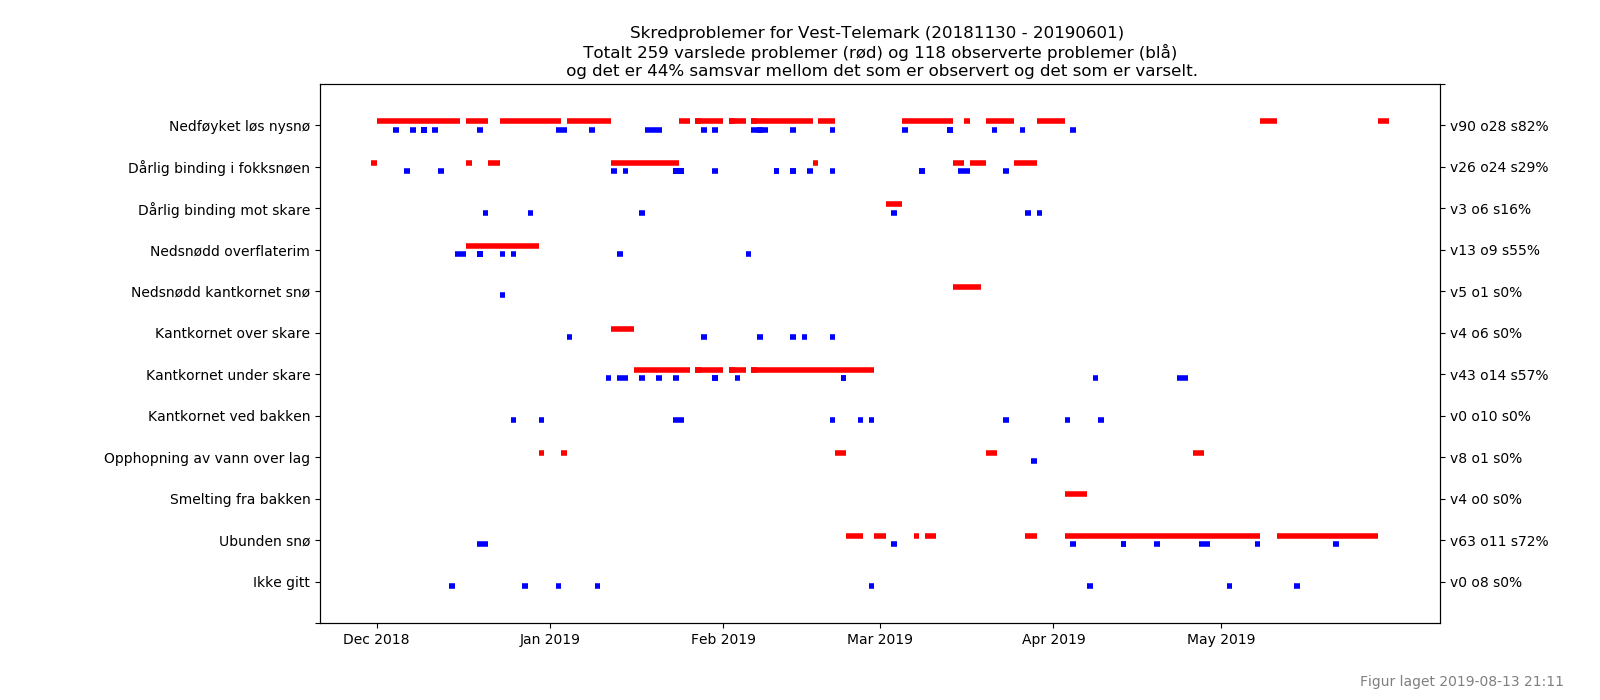 Skredproblemer for Vest-Telemark (20181130 - 20190601)
Totalt 259 varslede problemer (rød) og 118 observerte problemer (blå)
og det er 44% samsvar mellom det som er observert og det som er varselt.
Nedføyket løs nysnø v90 o28 s82%
Dårlig binding i fokksnøen v26 o24 s29%
Dårlig binding mot skare v3 o6 s16%
Nedsnødd overflaterim v13 o9 s55%
Nedsnødd kantkornet snø v5 o1 s0%
Kantkornet over skare v4 o6 s0%
Kantkornet under skare v43 o14 s57%
Kantkornet ved bakken v0 o10 s0%
Opphopning av vann over lag v8 o1 s0%
Smelting fra bakken v4 o0 s0%
Ubunden snø v63 o11 s72%
Ikke gitt v0 o8 s0%
Dec 2018 Jan 2019 Feb 2019 Mar 2019 Apr 2019 May 2019
Figur laget 2019-08-13 21:11